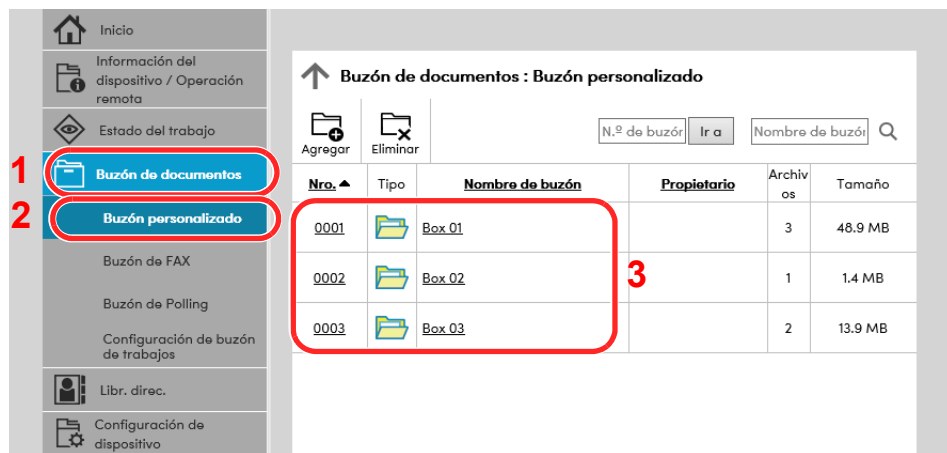 Inicio
Información del
dispositivo / Operación
remota
Estado del trabajo
1
Buzón de documentos
2
Buzón personalizado
Buzón de FAX
Buzón de Polling
Configuración de buzón
de trabajos
Libr. direc.
Configuración de
dispositivo
Buzón de documentos : Buzón personalizado
Agregar
Eliminar
N.º de buzór
Ir a
Nombre de buzór
Nro. Tipo Nombre de buzón Propietario Archiv
os Tamaño
0001 Box 01 3 48.9 MB
0002 Box 02 1 1.4 MB
3
0003 Box 03 2 13.9 MB